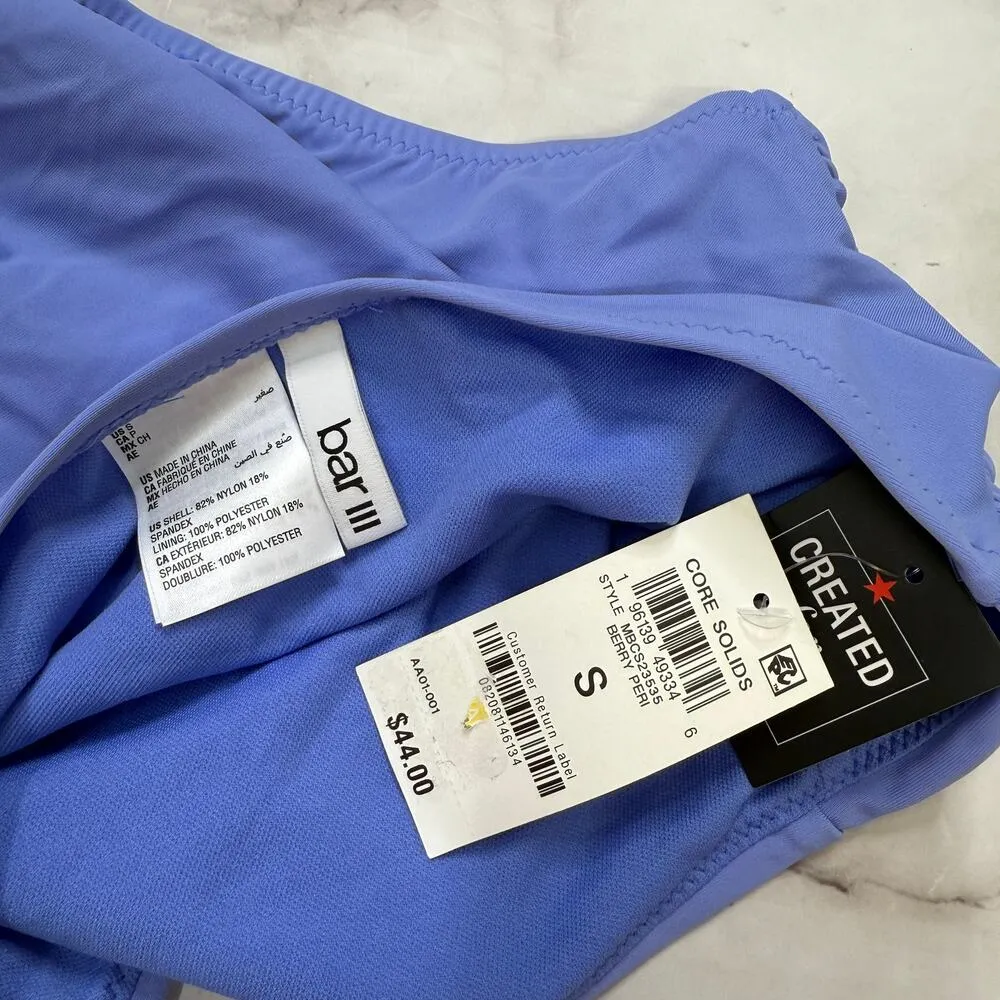 صغير
US S
CA P
MX CH
AE
US MADE IN CHINA
CA FABRIQUÉ EN CHINE
MX HECHO EN CHINA
AE
صنع في الصين
US SHELL: 82% NYLON 18%
SPANDEX
LINING: 100% POLYESTER
CA EXTÉRIEUR: 82% NYLON 18%
SPANDEX
DOUBLURE: 100% POLYESTER
bar III
CORE SOLIDS
1 96139 49334 6
STYLE MBCS23535
BERRY PERI
S
Customer Return Label
082081146134
AA01-001
$44.00
CREATED